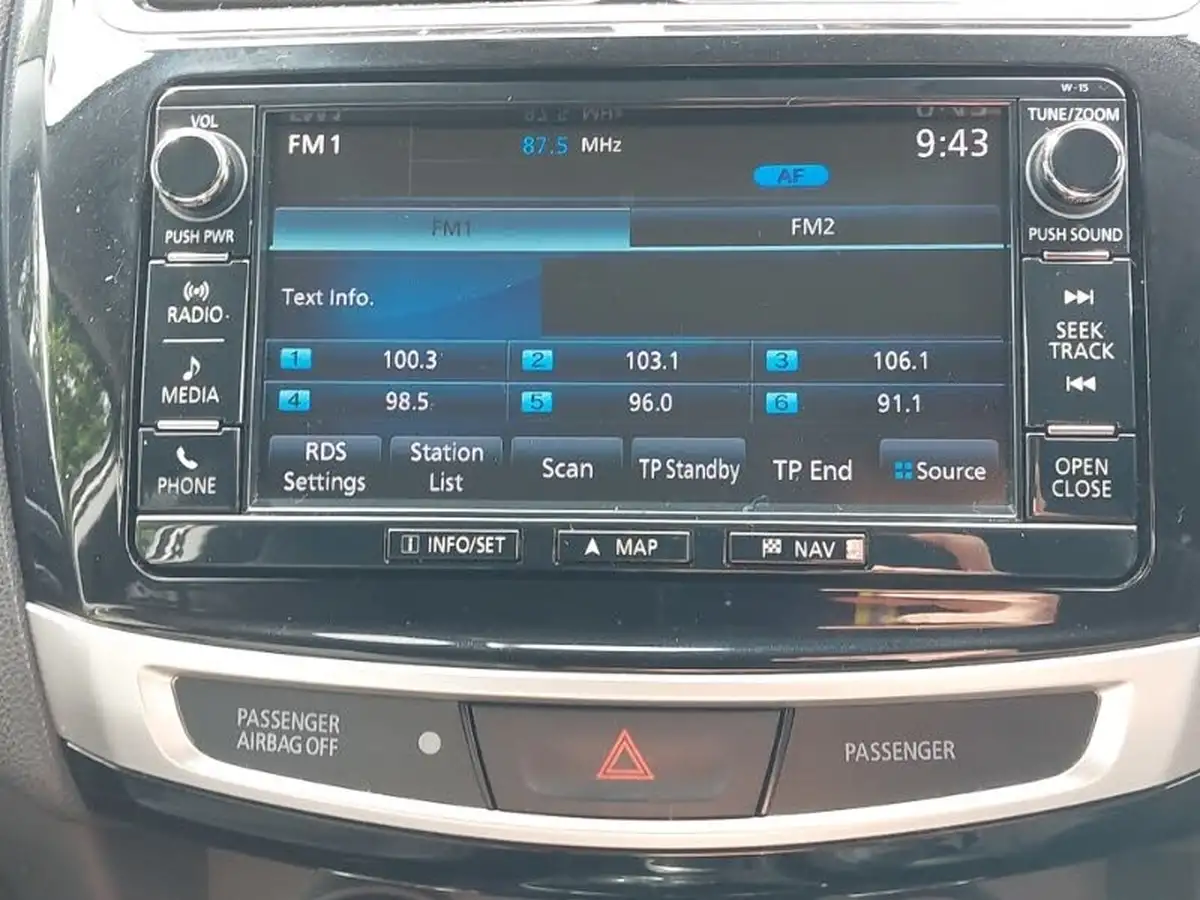 W-15
VOL
TUNE/ZOOM
FM1
87.5 MHz
9:43
AF
PUSH PWR
PUSH SOUND
FM1
FM2
RADIO
Text Info.
SEEK
TRACK
1 100.3
2 103.1
3 106.1
MEDIA
4 98.5
5 96.0
6 91.1
PHONE
RDS
Settings
Station
List
Scan
TP Standby
TP End
Source
OPEN
CLOSE
INFO/SET
MAP
NAV
PASSENGER
AIRBAG OFF
PASSENGER